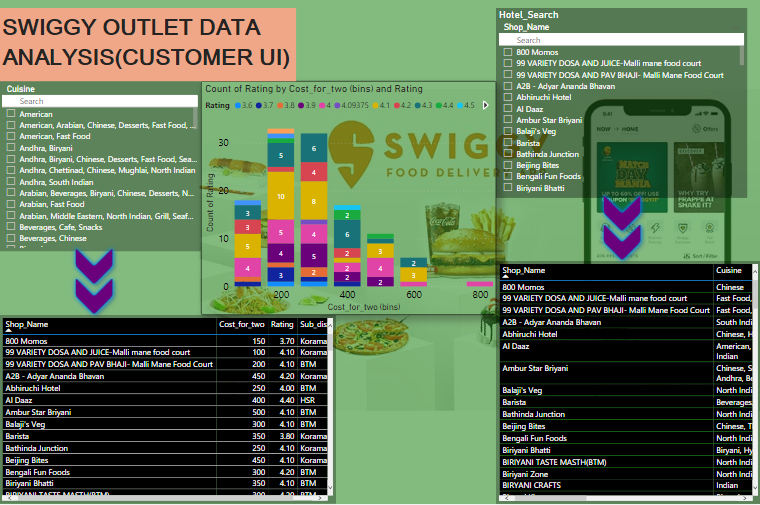 SWIGGY OUTLET DATA
ANALYSIS(CUSTOMER UI)
Cuisine
Search
American
American, Arabian, Chinese, Desserts, Fast Food, ...
American, Fast Food
Andhra, Biryani
Andhra, Biryani, Chinese, Desserts, Fast Food, Sea...
Andhra, Chettinad, Chinese, Mughlai, North Indian
Andhra, South Indian
Arabian, Beverages, Biryani, Chinese, Desserts, N...
Arabian, Fast Food
Arabian, Middle Eastern, North Indian, Grill, Seaf...
Beverages, Cafe, Snacks
Beverages, Chinese
Count of Rating by Cost_for_two (bins) and Rating
Rating 3.6 3.7 3.8 3.9 4 4.09375 4.1 4.2 4.3 4.4 4.5
SWIGGY
FOOD DELIVER
Count of Rating
30
20
10
0
3
3
5
4
5
10
5
4
3
6
4
8
5
5
2
2
6
4
2
2
3
5
4
2
3
200
400
600
800
Cost_for_two (bins)
Coca-Cola
Hotel_Search
Shop_Name
Search
800 Momos
99 VARIETY DOSA AND JUICE-Malli mane food court
99 VARIETY DOSA AND PAV BHAJI- Malli Mane Food Court
A2B - Adyar Ananda Bhavan
Abhiruchi Hotel
Al Daaz
Ambur Star Briyani
Balaji's Veg
Barista
Bathinda Junction
Beijing Bites
Bengali Fun Foods
Biriyani Bhatti
NOW HOME
Offers
MATCH
DAY
MANIA
UP TO 60% OFF USE
WHY TRY
FRAPPE AT
SHAKE IT?
Sort/Filter
Shop_Name Cost_for_two Rating Sub_dis
800 Momos 150 3.70 Korama
99 VARIETY DOSA AND JUICE-Malli mane food court 100 4.10 Korama
99 VARIETY DOSA AND PAV BHAJI- Malli Mane Food Court 200 4.10 BTM
A2B - Adyar Ananda Bhavan 450 4.20 Korama
Abhiruchi Hotel 250 4.00 BTM
Al Daaz 400 4.40 HSR
Ambur Star Briyani 500 4.10 BTM
Balaji's Veg 300 4.10 BTM
Barista 350 3.80 Korama
Bathinda Junction 250 4.10 Korama
Beijing Bites 450 4.10 Korama
Bengali Fun Foods 300 4.20 BTM
Biriyani Bhatti 350 4.10 BTM
BIRIYANI TASTE MASTH(BTM) 300 4.20 BTM
Shop_Name Cuisine
800 Momos Chinese
99 VARIETY DOSA AND JUICE-Malli mane food court Fast Food,
99 VARIETY DOSA AND PAV BHAJI- Malli Mane Food Court Fast Food,
A2B - Adyar Ananda Bhavan South Indi
Abhiruchi Hotel Chinese, H
Al Daaz American,
Indian
Ambur Star Briyani Chinese, S
Andhra, Be
Balaji's Veg North Indi
Barista Beverages
Bathinda Junction North Indi
Beijing Bites Chinese, T
Bengali Fun Foods North Indi
Biriyani Bhatti Biryani, Hy
BIRIYANI TASTE MASTH(BTM) North Indi
Biriyani Zone North Indi
BIRIYANI CRAFTS Indian